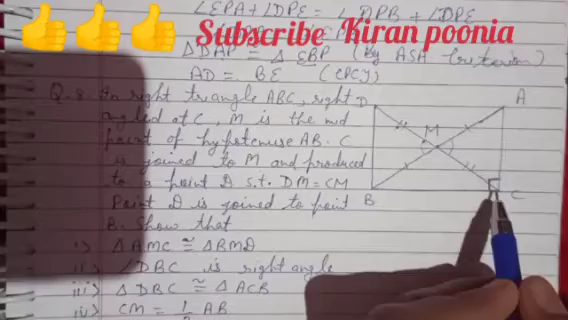 ∠EPA + ∠DPE = ∠DPB + ∠DPE
Subscribe Kiran poonia
ΔDAP ≅ ΔEBP (By ASA Criterion)
AD = BE (CPCT)
Q.8. In right triangle ABC, right
angled at C, M is the mid
point of hypotenuse AB. C
is joined to M and produced
to a point D s.t. DM = CM
Point D is joined to point
B. Show that
i) ΔAMC ≅ ΔBMD
ii) ∠DBC is right angle
iii) ΔDBC ≅ ΔACB
iv) CM = 1/2 AB
D
A
M
B
C